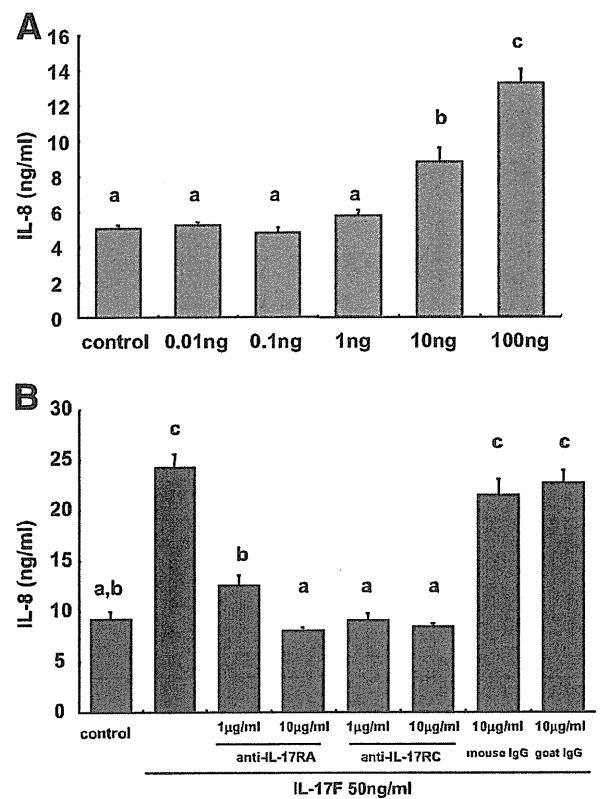 A
16
14
12
10
8
6
4
2
0
IL-8 (ng/ml)
a a a a b c
control 0.01ng 0.1ng 1ng 10ng 100ng
B
30
25
20
15
10
5
0
IL-8 (ng/ml)
a,b c b a a a c c
control 1μg/ml 10μg/ml 1μg/ml 10μg/ml 10μg/ml 10μg/ml
anti-IL-17RA anti-IL-17RC mouse IgG goat IgG
IL-17F 50ng/ml